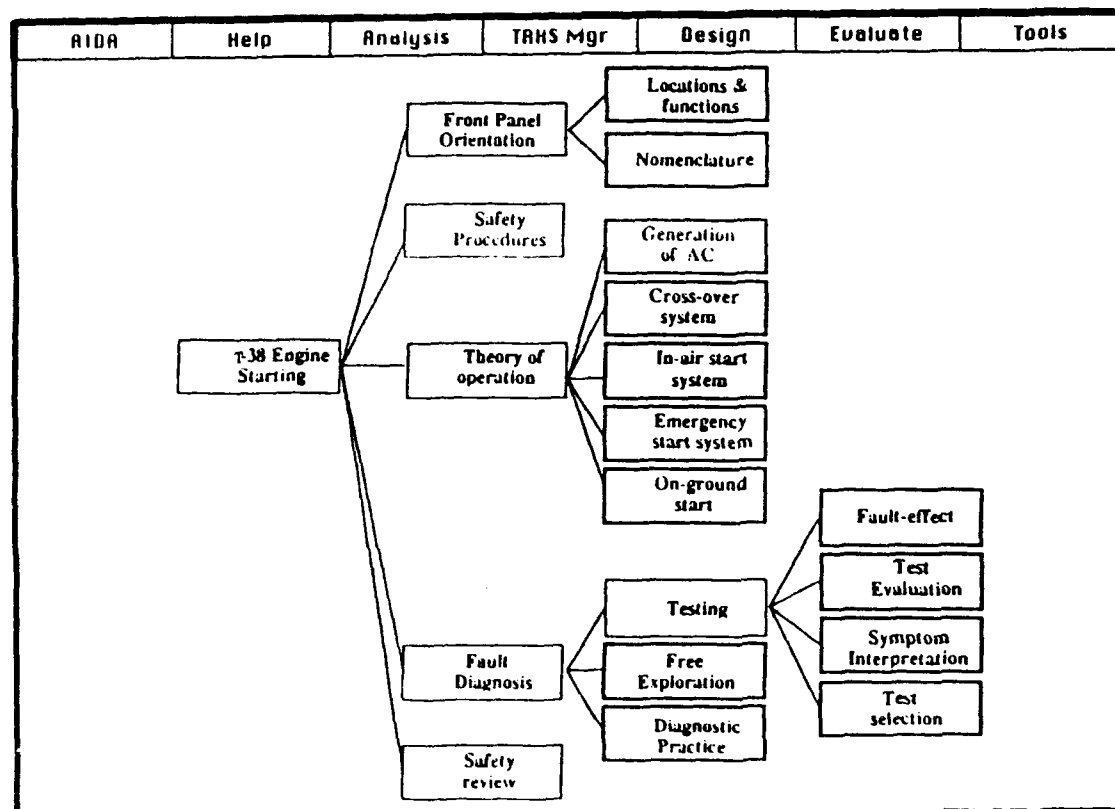 AIDA Help Analysis TRXS Mgr Design Evaluate Tools
Locations &
functions
Front Panel
Orientation
Nomenclature
Safety
Procedures
Generation
of AC
Cross-over
system
T-38 Engine
Starting
Theory of
operation
In-air start
system
Emergency
start system
On-ground
start
Fault-effect
Test
Evaluation
Testing
Symptom
Interpretation
Fault
Diagnosis
Free
Exploration
Test
selection
Diagnostic
Practice
Safety
review